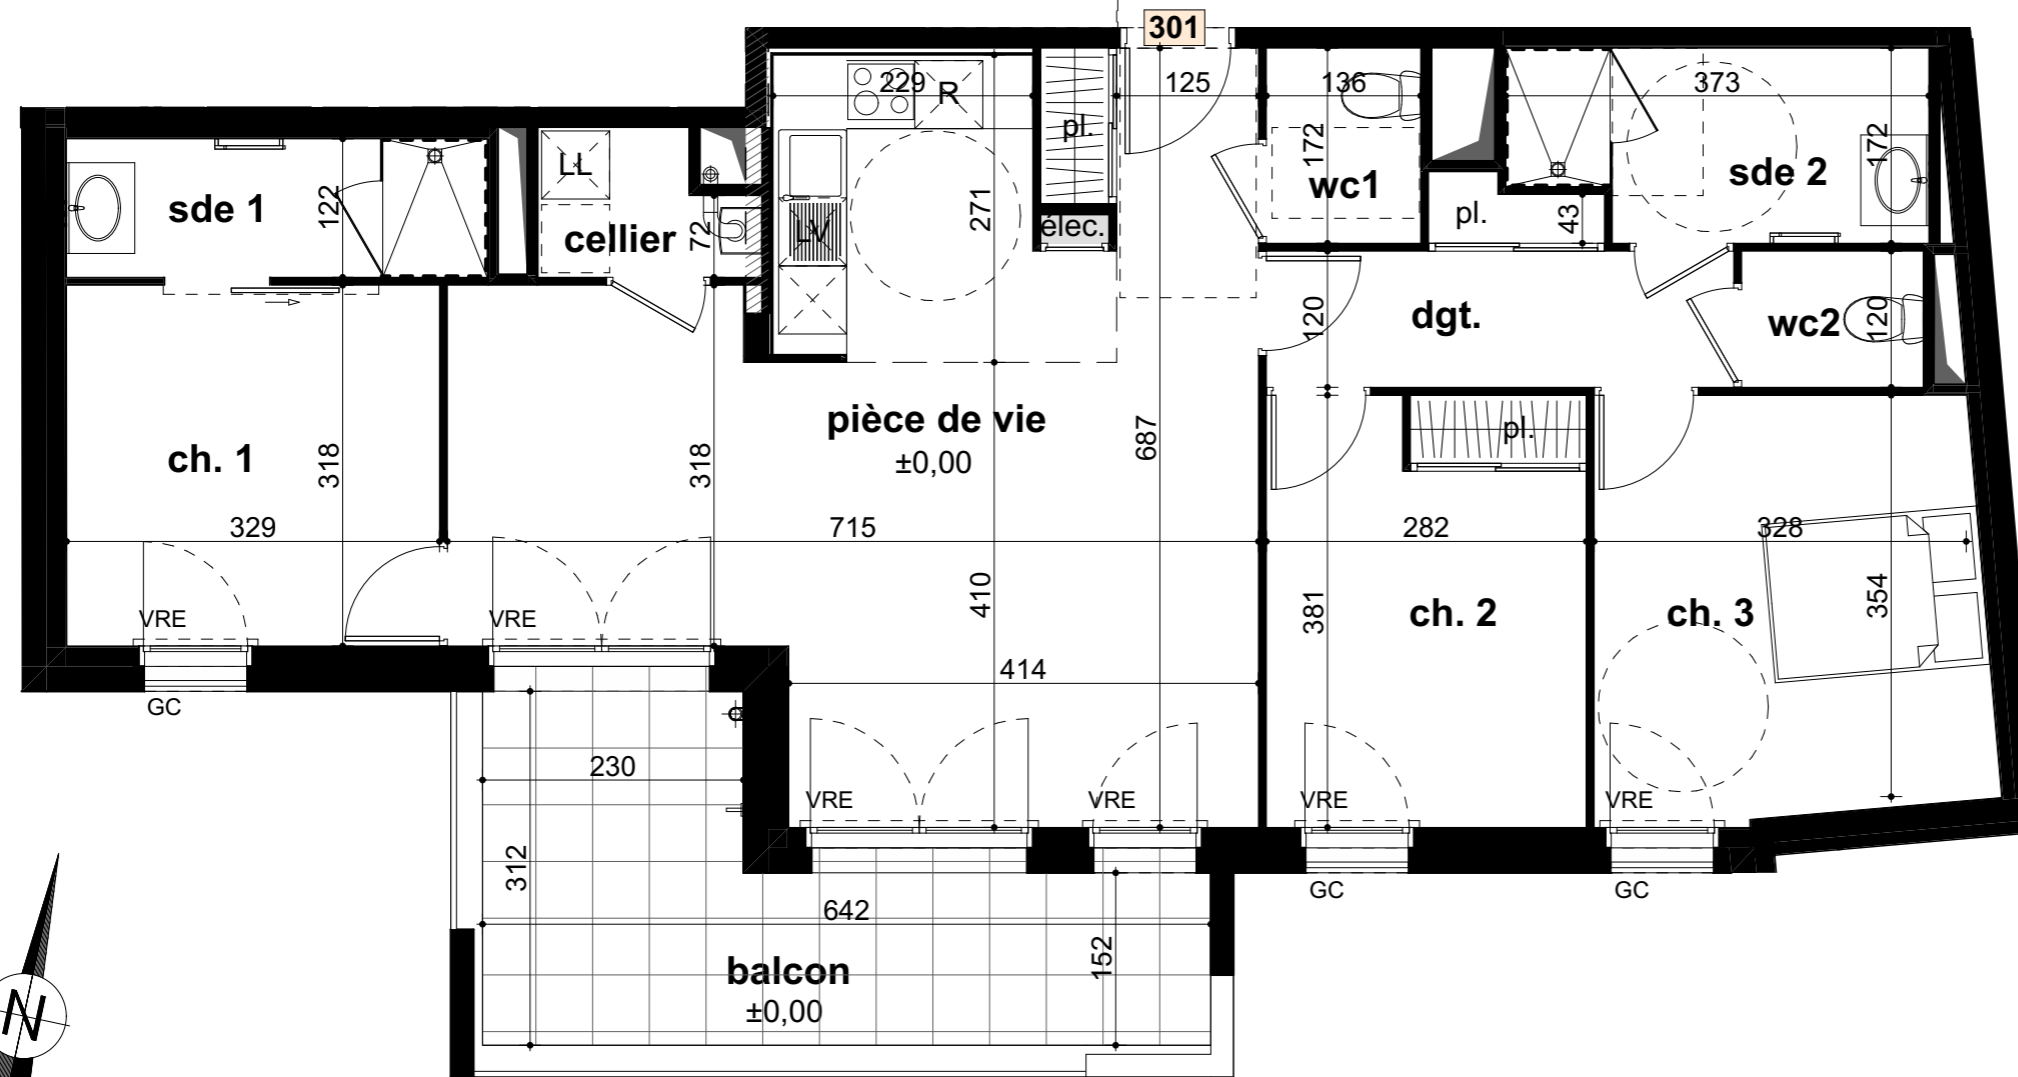 301
229
R
125
136
373
pl.
172
172
LL
wc1
sde 2
sde 1
122
pl.
43
271
cellier
72
LV
élec.
120
dgt.
wc2
120
pièce de vie
±0,00
687
pl.
ch. 1
318
318
329
715
282
328
410
381
ch. 2
ch. 3
354
VRE
VRE
414
GC
230
VRE
VRE
VRE
VRE
312
GC
GC
642
152
balcon
±0,00
N